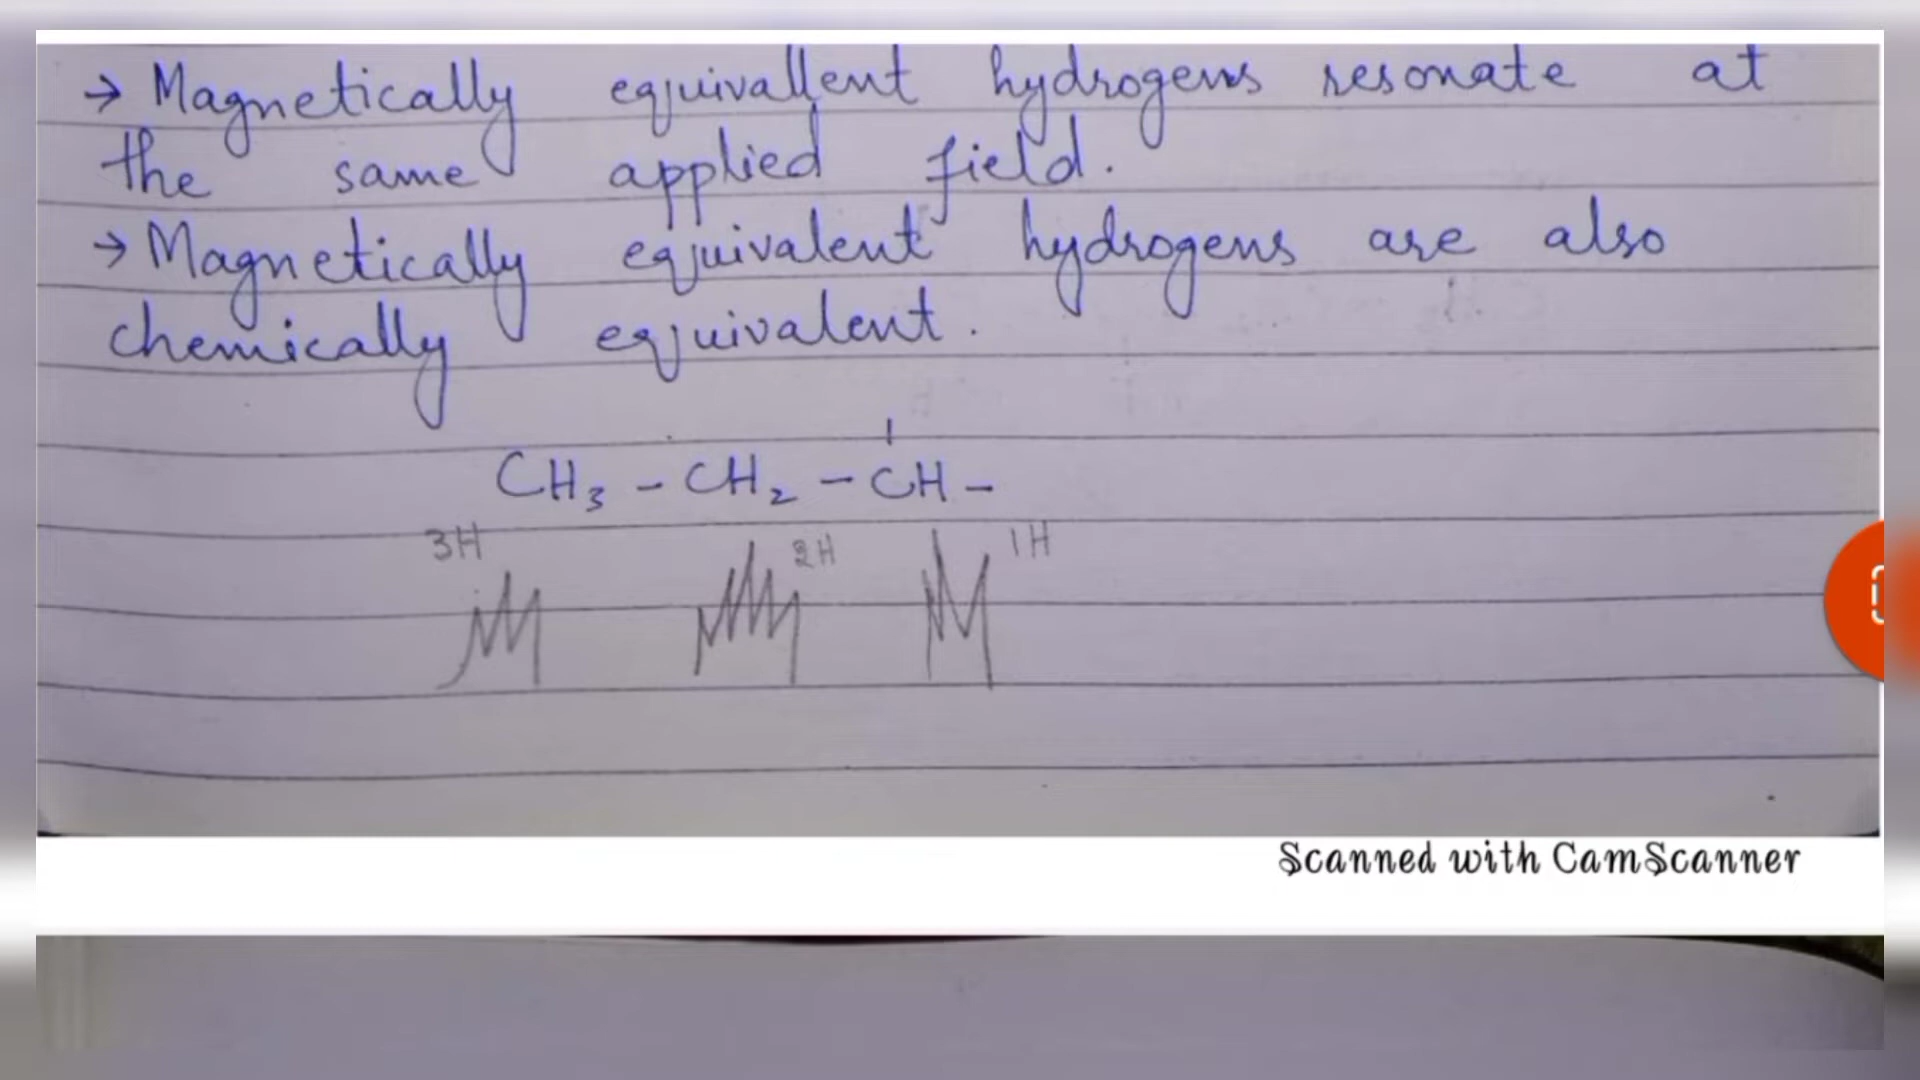 → Magnetically equivallent hydrogens resonate at
the same applied field.
→ Magnetically equivalent hydrogens are also
chemically equivalent.
CH₃ - CH₂ - CH -
3H 2H 1H
Scanned with CamScanner